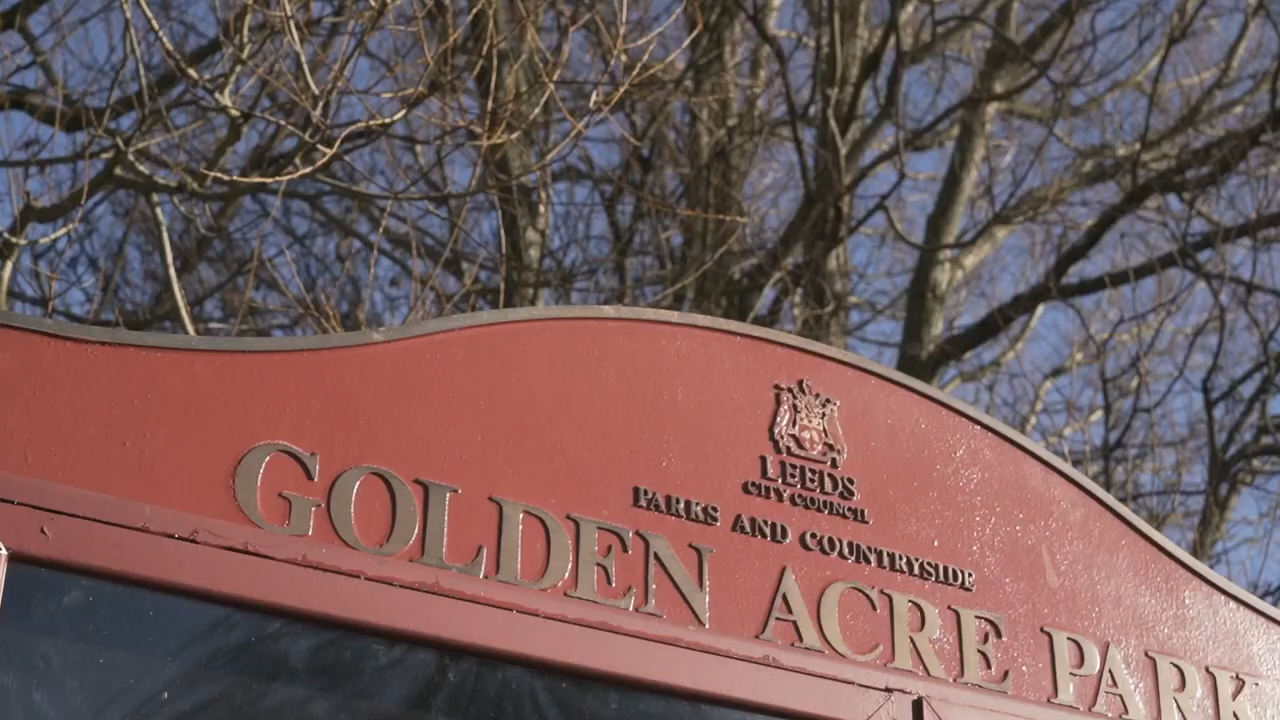 LEEDS
CITY COUNCIL
PARKS AND COUNTRYSIDE
GOLDEN ACRE PARK